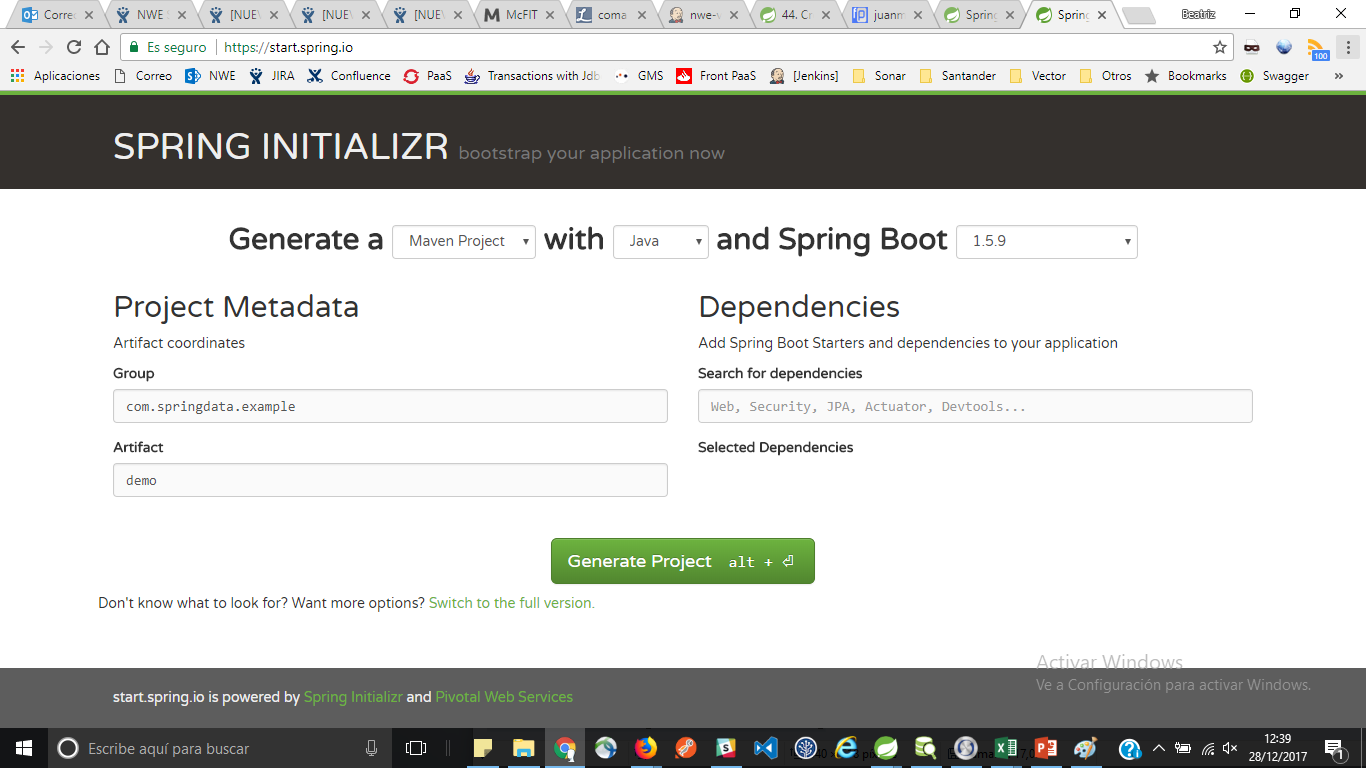 Corre NWE [NUE\ [NUE\ [NUE\ McFIT coma nwe-v 44. Cr juanm Spring Spring Beatriz
Es seguro https://start.spring.io
Aplicaciones Correo NWE JIRA Confluence PaaS Transactions with Jdb GMS Front PaaS [Jenkins] Sonar Santander Vector Otros Bookmarks Swagger »
100
SPRING INITIALIZR bootstrap your application now
Generate a Maven Project with Java and Spring Boot 1.5.9
Project Metadata
Artifact coordinates
Group
com.springdata.example
Artifact
demo
Dependencies
Add Spring Boot Starters and dependencies to your application
Search for dependencies
Web, Security, JPA, Actuator, Devtools...
Selected Dependencies
Generate Project alt + ⏎
Don't know what to look for? Want more options? Switch to the full version.
Activar Windows
Ve a Configuración para activar Windows.
start.spring.io is powered by Spring Initializr and Pivotal Web Services
Escribe aquí para buscar
12:39
28/12/2017
1